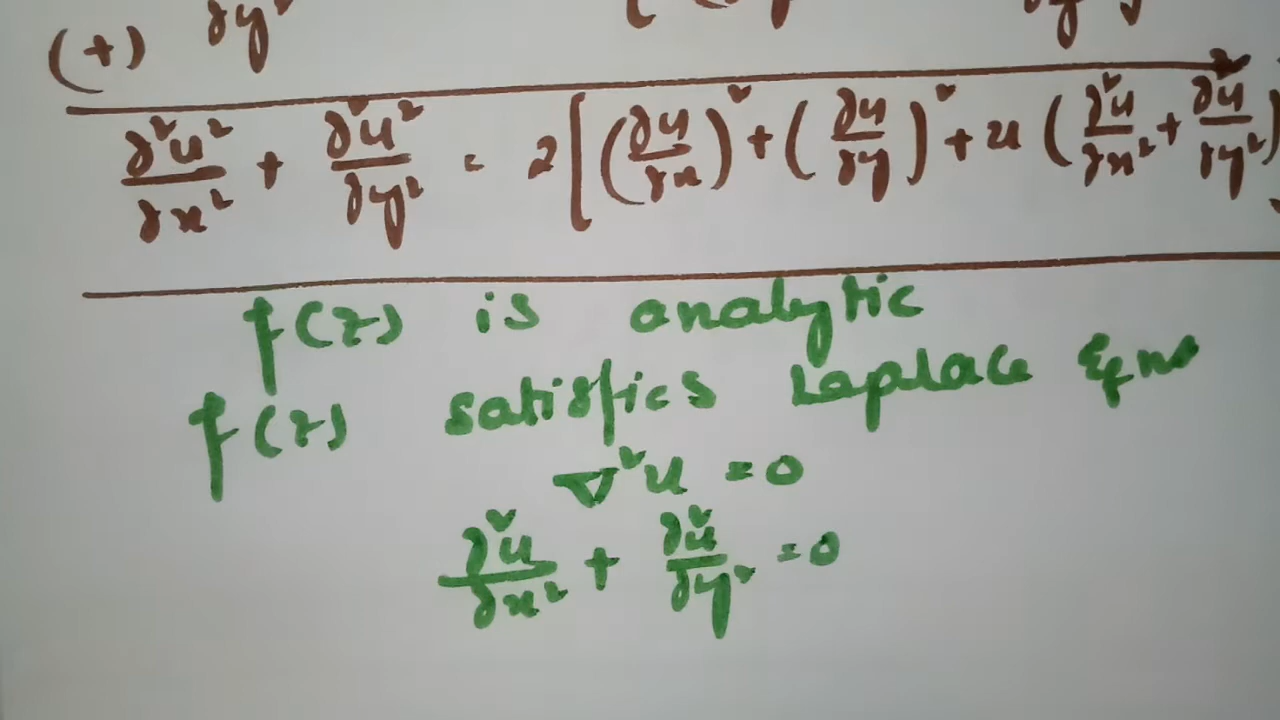 (+) ∂y²
∂²u²/∂x² + ∂²u²/∂y² = 2[(∂u/∂x)² + (∂u/∂y)² + u(∂²u/∂x² + ∂²u/∂y²)
f(z) is analytic
f(z) satisfies Laplace Eqns
∇²u = 0
∂²u/∂x² + ∂²u/∂y² = 0